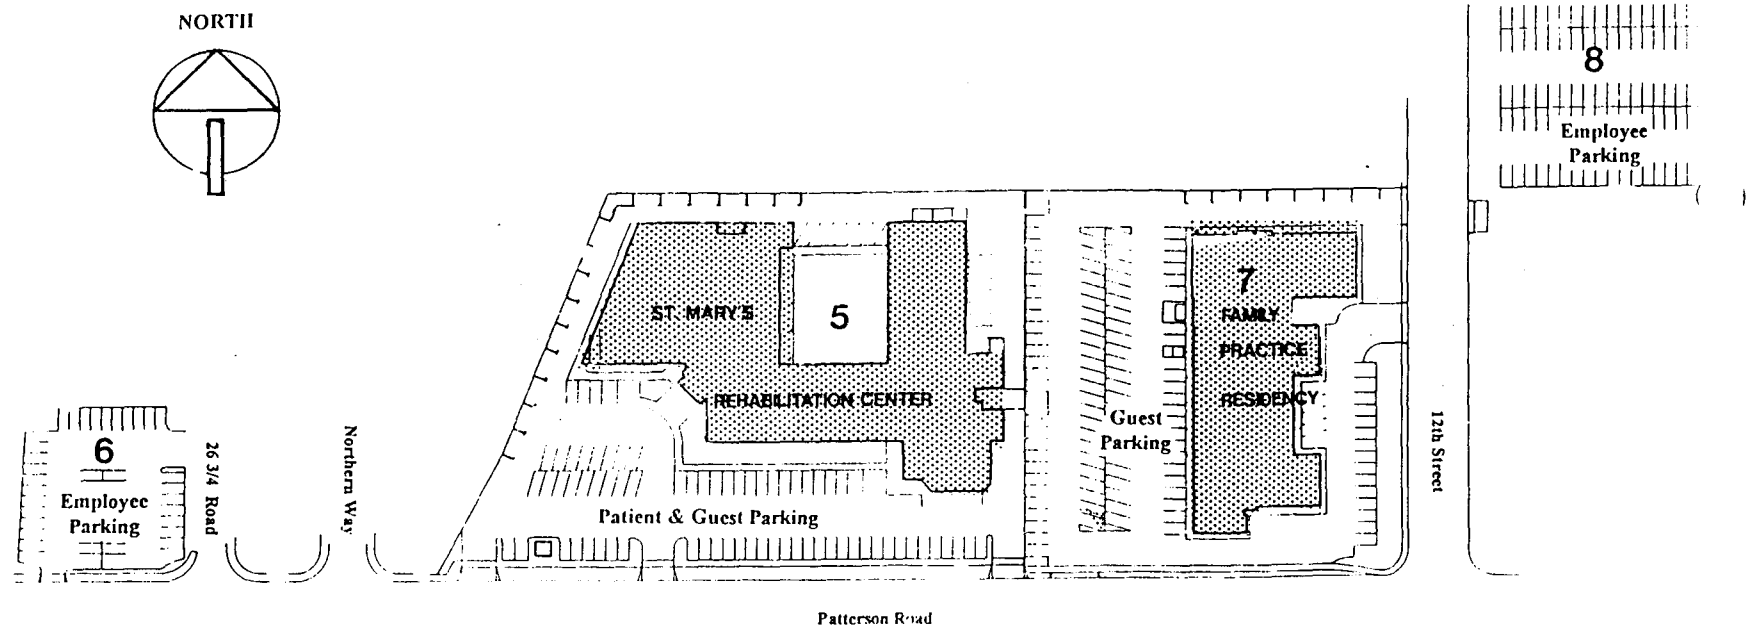 NORTH
8
Employee
Parking
ST. MARY'S
5
7
FAMILY
PRACTICE
RESIDENCY
REHABILITATION CENTER
Guest
Parking
12th Street
6
Employee
Parking
26 3/4 Road
Northern Way
Patient & Guest Parking
Patterson Road